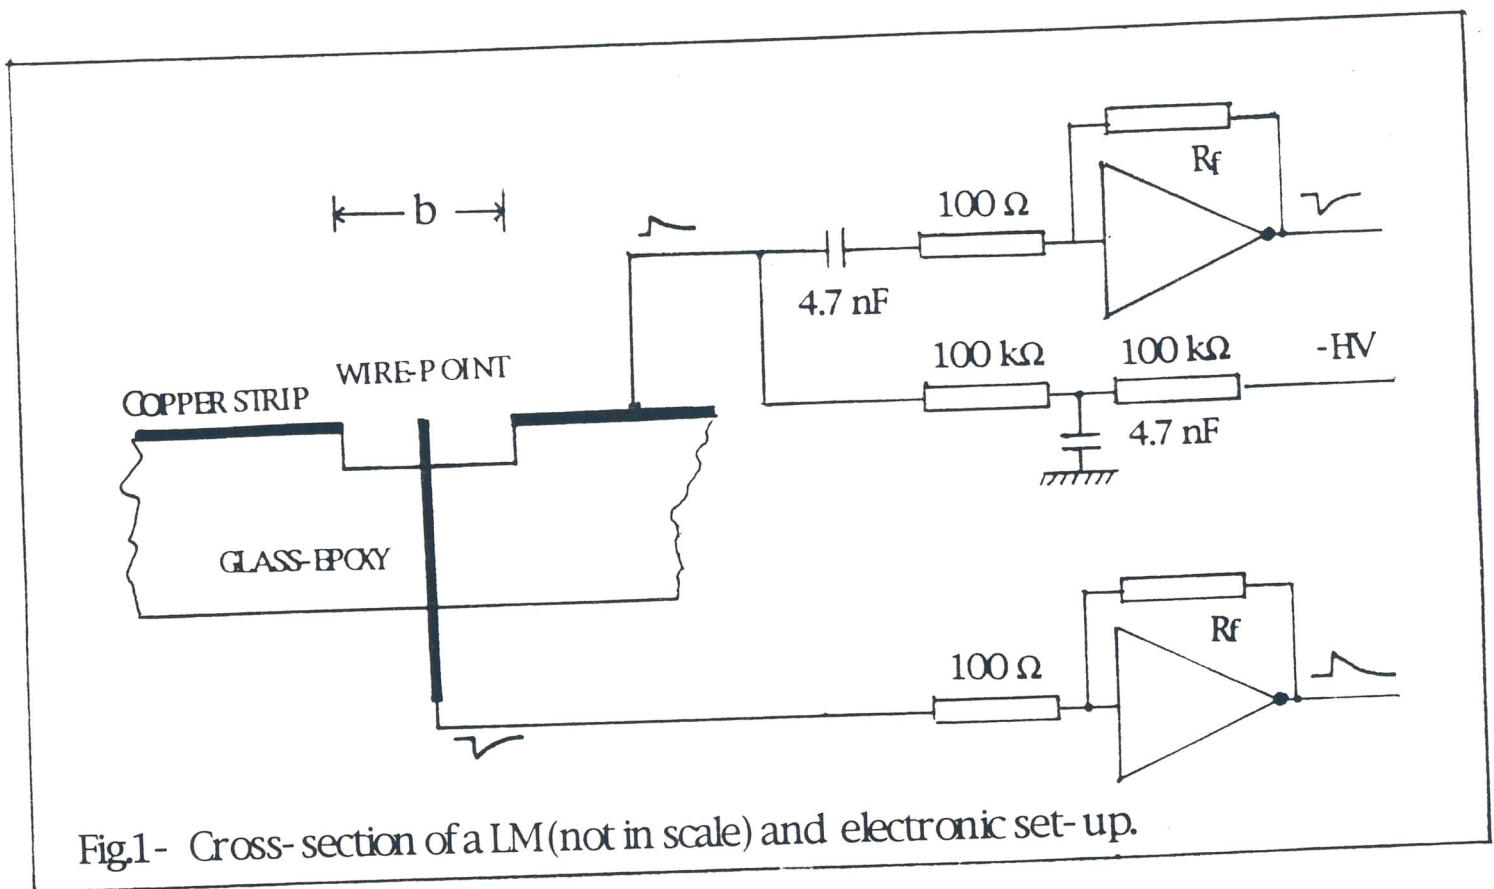 Rf
b
100 Ω
4.7 nF
100 kΩ
100 kΩ
-HV
WIRE-POINT
COPPER STRIP
4.7 nF
GLASS-EPOXY
Rf
100 Ω
Fig.1- Cross-section of a LM (not in scale) and electronic set-up.